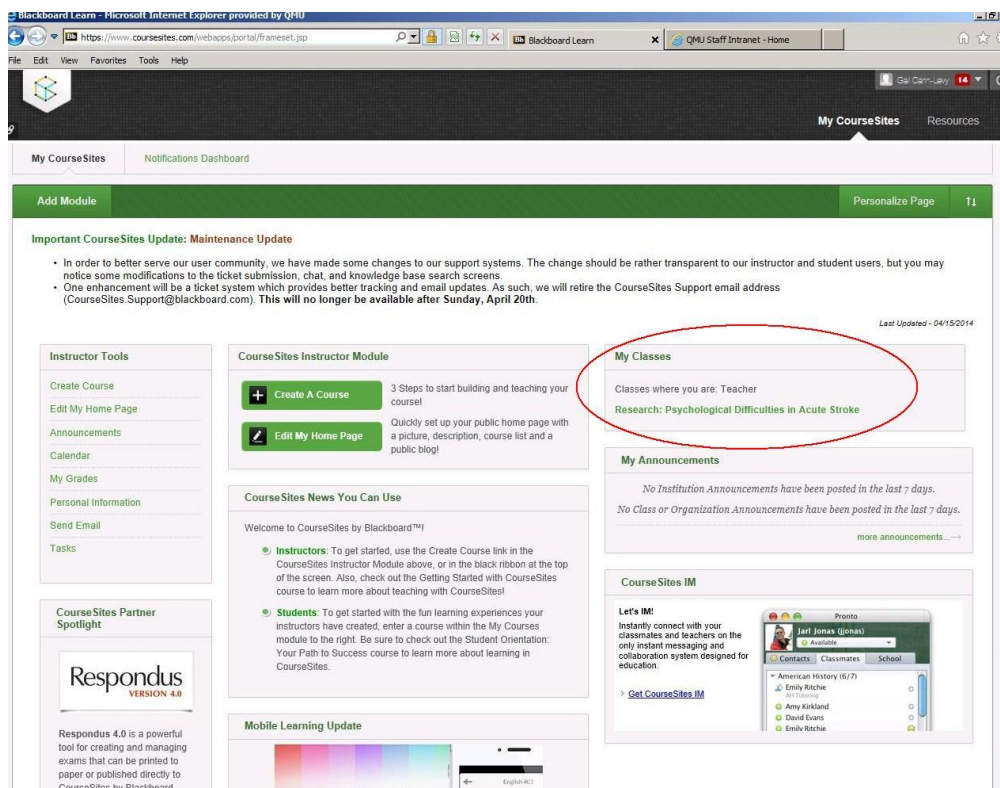 Blackboard Learn - Microsoft Internet Explorer provided by QMU
https://www.coursesites.com/webapps/portal/frameset.jsp
Bb Blackboard Learn
QMU Staff Intranet - Home
File Edit View Favorites Tools Help
14
My CourseSites Resources
My CourseSites Notifications Dashboard
Add Module
Personalize Page
Important CourseSites Update: Maintenance Update
• In order to better serve our user community, we have made some changes to our support systems. The change should be rather transparent to our instructor and student users, but you may
notice some modifications to the ticket submission, chat, and knowledge base search screens.
• One enhancement will be a ticket system which provides better tracking and email updates. As such, we will retire the CourseSites Support email address
(CourseSites.Support@blackboard.com). This will no longer be available after Sunday, April 20th.
Last Updated - 04/15/2014
Instructor Tools
Create Course
Edit My Home Page
Announcements
Calendar
My Grades
Personal Information
Send Email
Tasks
CourseSites Partner
Spotlight
Respondus
VERSION 4.0
Respondus 4.0 is a powerful
tool for creating and managing
exams that can be printed to
paper or published directly to
CourseSites by Blackboard
CourseSites Instructor Module
Create A Course
3 Steps to start building and teaching your
course!
Edit My Home Page
Quickly set up your public home page with
a picture, description, course list and a
public blog!
CourseSites News You Can Use
Welcome to CourseSites by Blackboard™!
Instructors: To get started, use the Create Course link in the
CourseSites Instructor Module above, or in the black ribbon at the top
of the screen. Also, check out the Getting Started with CourseSites
course to learn more about teaching with CourseSites!
Students: To get started with the fun learning experiences your
instructors have created, enter a course within the My Courses
module to the right. Be sure to check out the Student Orientation:
Your Path to Success course to learn more about learning in
CourseSites.
Mobile Learning Update
My Classes
Classes where you are: Teacher
Research: Psychological Difficulties in Acute Stroke
My Announcements
No Institution Announcements have been posted in the last 7 days.
No Class or Organization Announcements have been posted in the last 7 days.
more announcements...→
CourseSites IM
Let's IM!
Instantly connect with your
classmates and teachers on the
only instant messaging and
collaboration system designed for
education.
> Get CourseSites IM
Pronto
Jarl Jonas (jjonas)
Available
Contacts Classmates School
American History (6/7)
Emily Ritchie
AH Tutoring
Amy Kirkland
David Evans
Emily Ritchie